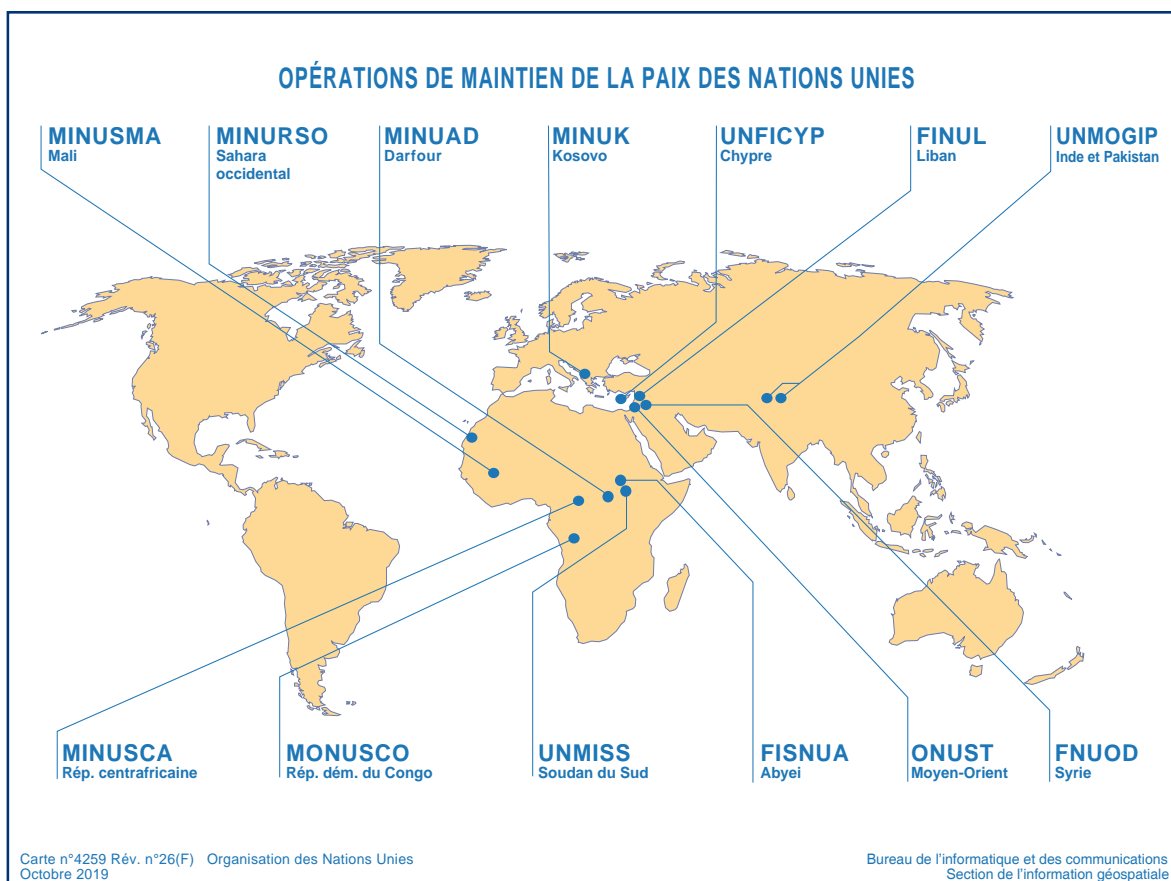 OPÉRATIONS DE MAINTIEN DE LA PAIX DES NATIONS UNIES
MINUSMA
Mali
MINURSO
Sahara
occidental
MINUAD
Darfour
MINUK
Kosovo
UNFICYP
Chypre
FINUL
Liban
UNMOGIP
Inde et Pakistan
MINUSCA
Rép. centrafricaine
MONUSCO
Rép. dém. du Congo
UNMISS
Soudan du Sud
FISNUA
Abyei
ONUST
Moyen-Orient
FNUOD
Syrie
Carte n°4259 Rév. n°26(F) Organisation des Nations Unies
Octobre 2019
Bureau de l’informatique et des communications
Section de l’information géospatiale